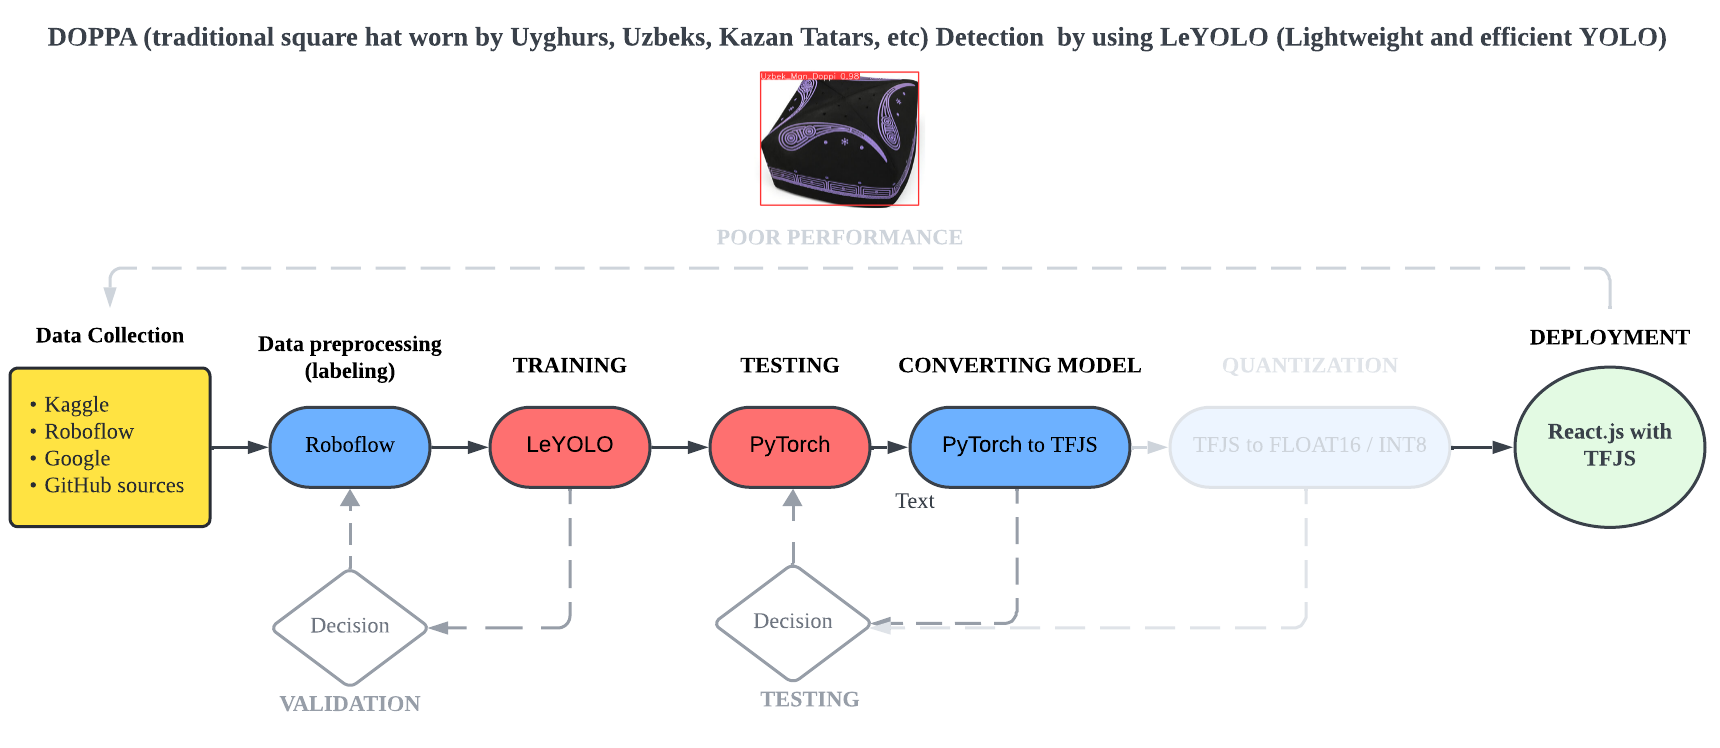 DOPPA (traditional square hat worn by Uyghurs, Uzbeks, Kazan Tatars, etc) Detection  by using LeYOLO (Lightweight and efficient YOLO)
Uzbek_Man_Doppi 0.98
POOR PERFORMANCE
Data Collection
• Kaggle
• Roboflow
• Google
• GitHub sources
Data preprocessing
(labeling)
Roboflow
TRAINING
LeYOLO
TESTING
PyTorch
CONVERTING MODEL
PyTorch to TFJS
Text
QUANTIZATION
TFJS to FLOAT16 / INT8
DEPLOYMENT
React.js with
TFJS
Decision
VALIDATION
Decision
TESTING